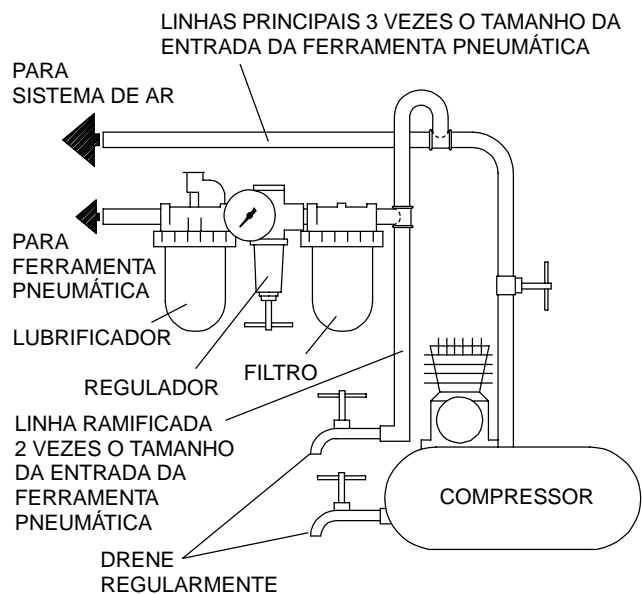 LINHAS PRINCIPAIS 3 VEZES O TAMANHO DA
ENTRADA DA FERRAMENTA PNEUMÁTICA
PARA
SISTEMA DE AR
PARA
FERRAMENTA
PNEUMÁTICA
LUBRIFICADOR
REGULADOR
FILTRO
LINHA RAMIFICADA
2 VEZES O TAMANHO
DA ENTRADA DA
FERRAMENTA
PNEUMÁTICA
COMPRESSOR
DRENE
REGULARMENTE